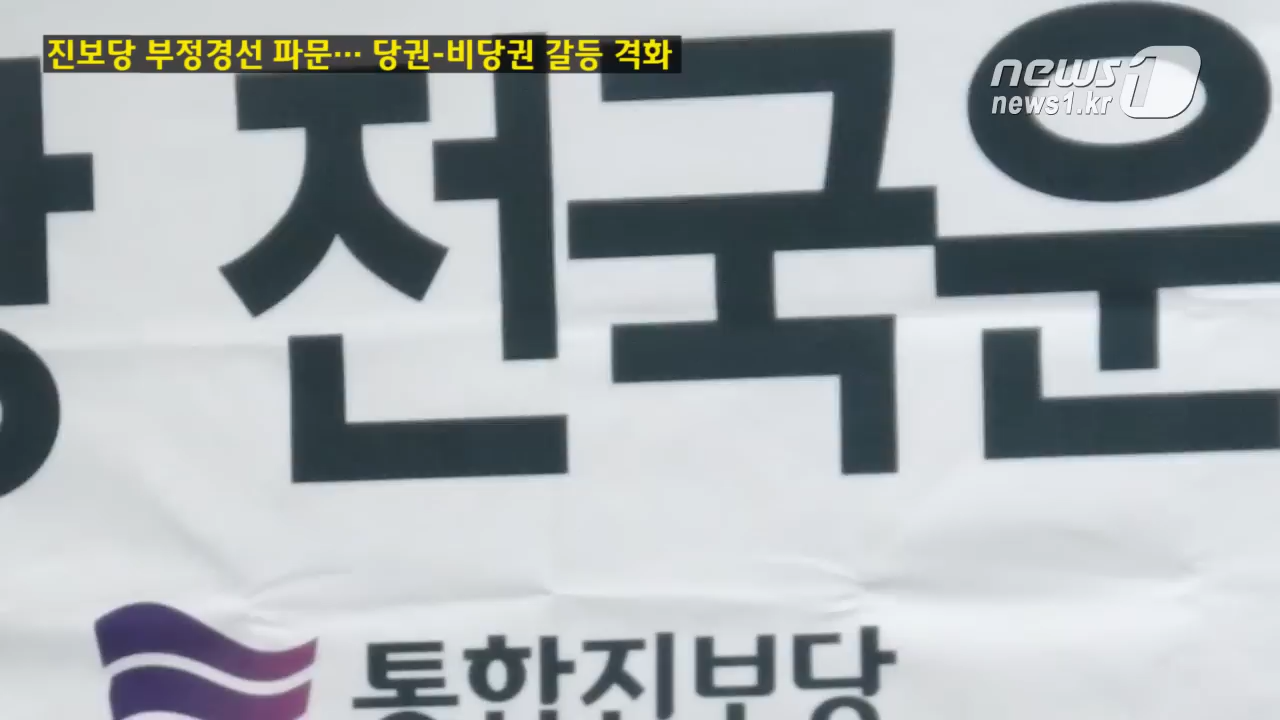 진보당 부정경선 파문… 당권-비당권 갈등 격화
news1
news1.kr
전국운
통합진보당